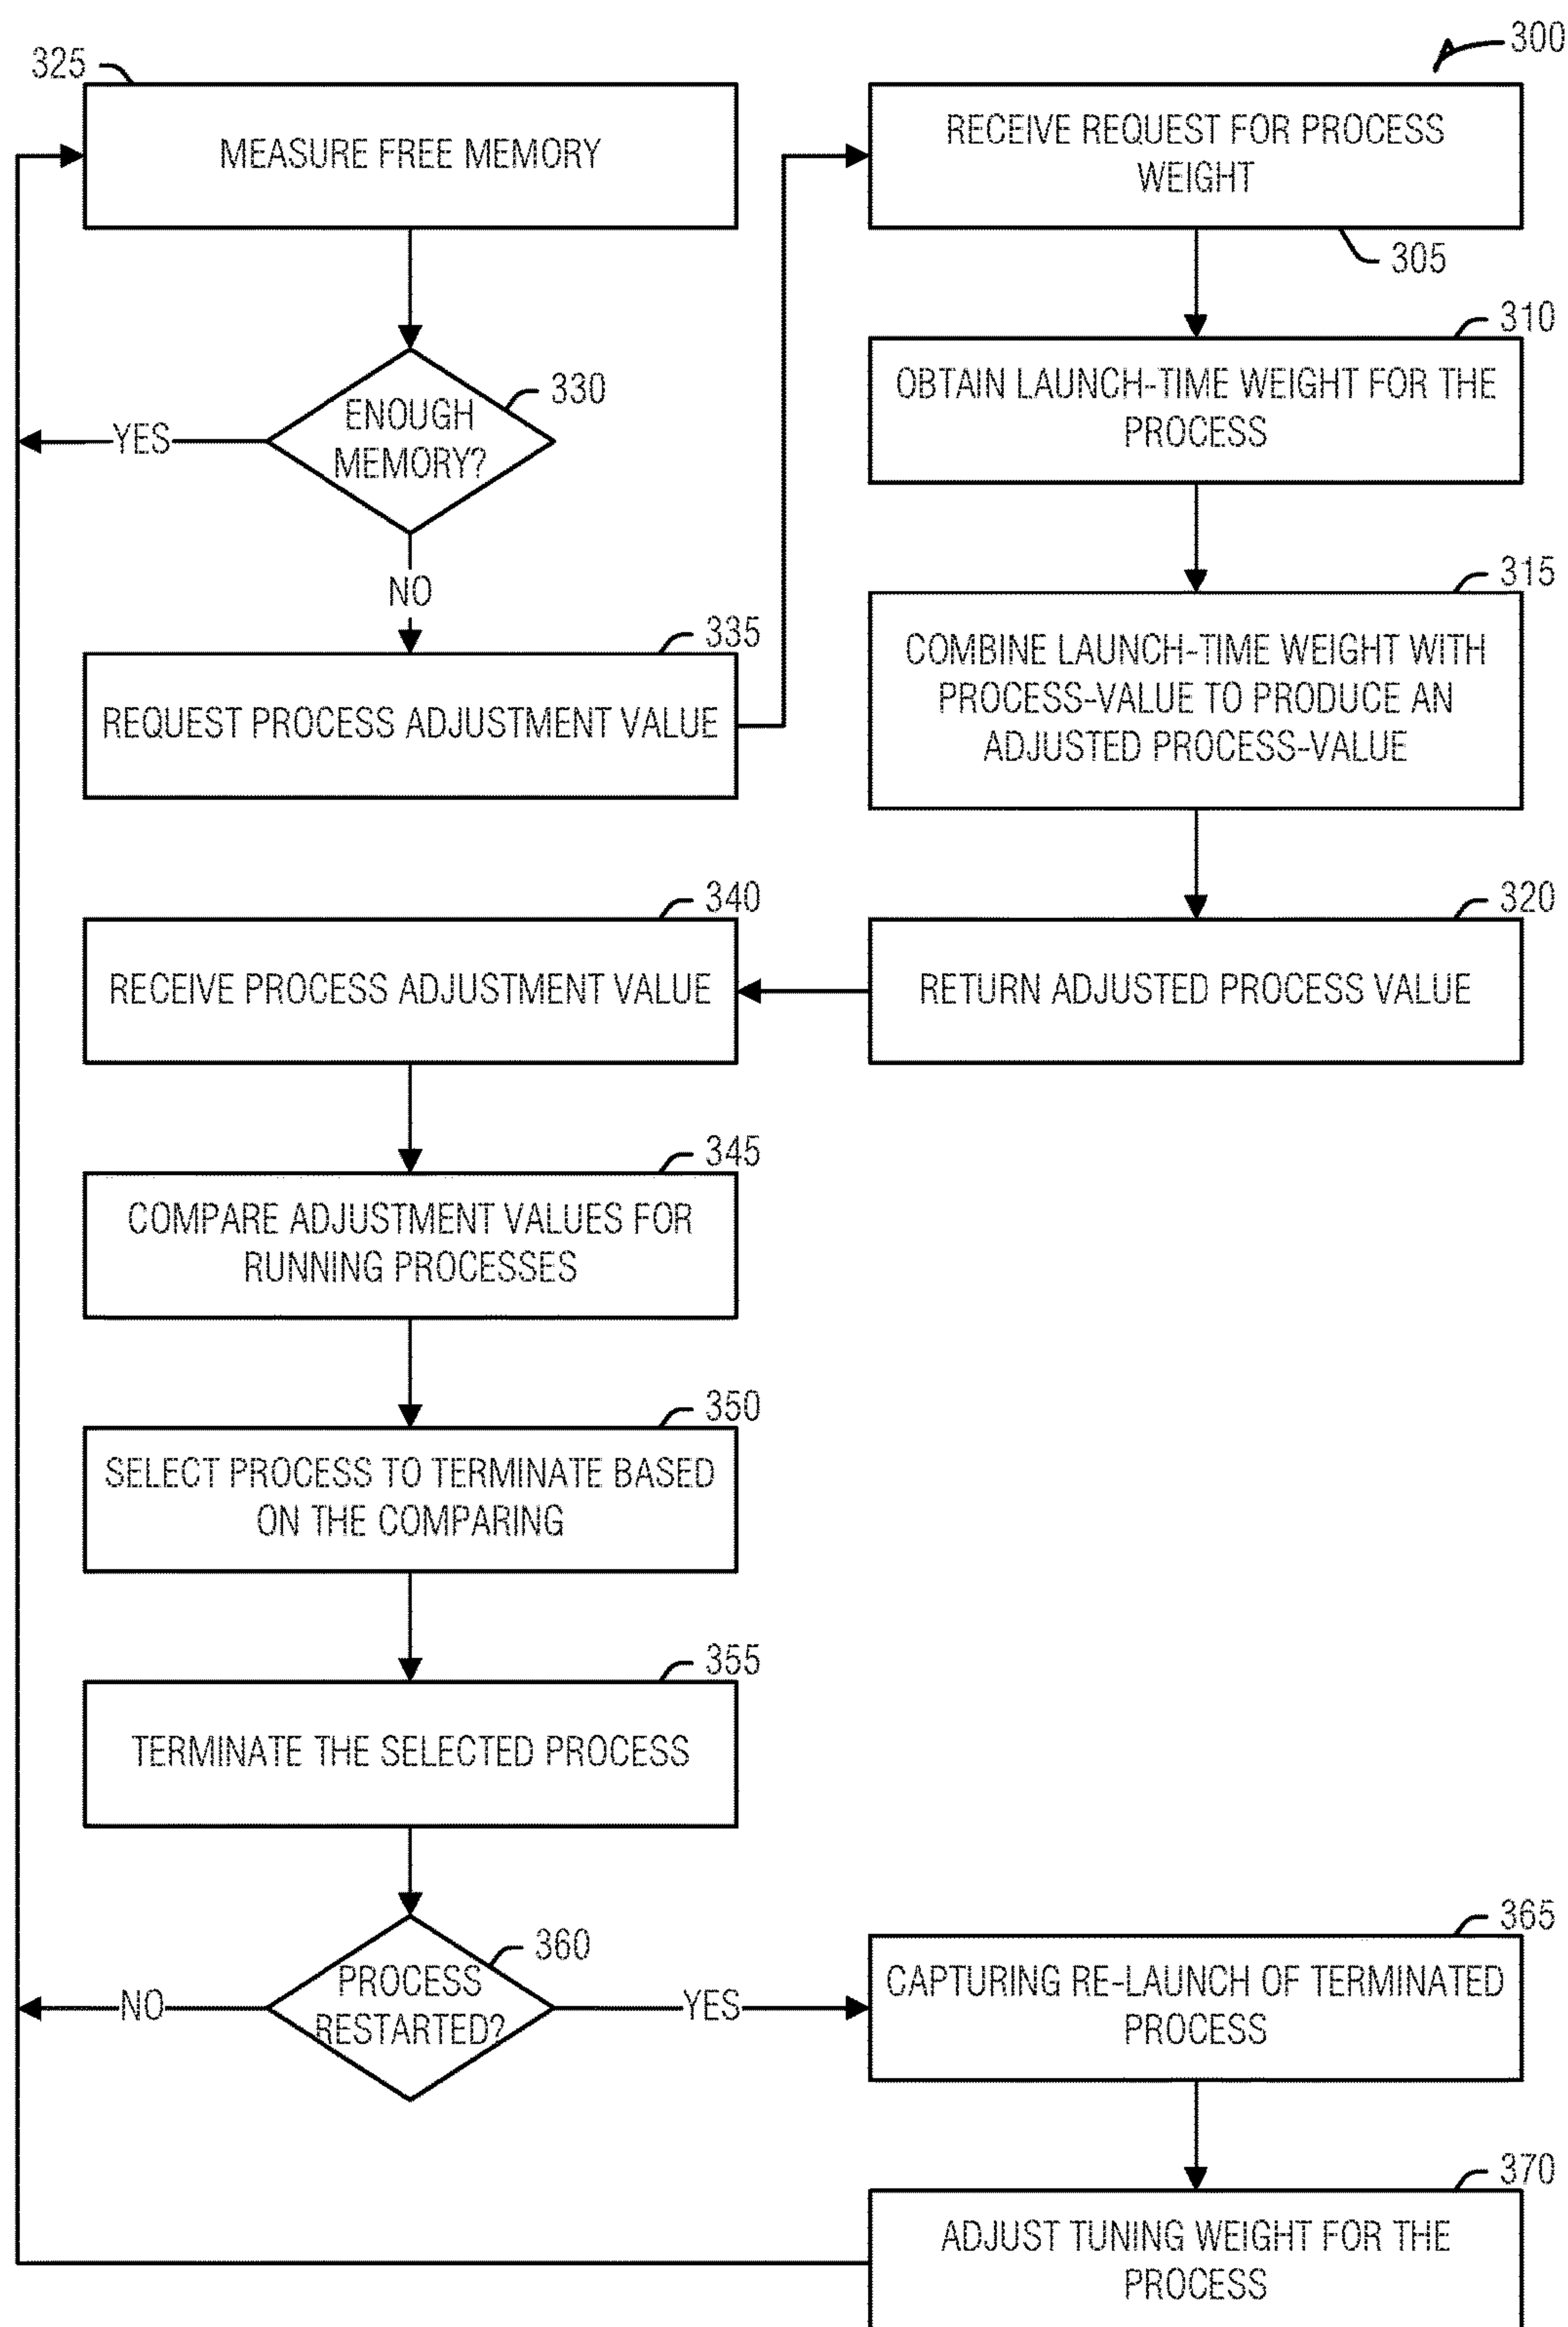 300
325
MEASURE FREE MEMORY
RECEIVE REQUEST FOR PROCESS
WEIGHT
305
310
OBTAIN LAUNCH-TIME WEIGHT FOR THE
PROCESS
330
ENOUGH
MEMORY?
YES
NO
315
COMBINE LAUNCH-TIME WEIGHT WITH
PROCESS-VALUE TO PRODUCE AN
ADJUSTED PROCESS-VALUE
335
REQUEST PROCESS ADJUSTMENT VALUE
340
RECEIVE PROCESS ADJUSTMENT VALUE
320
RETURN ADJUSTED PROCESS VALUE
345
COMPARE ADJUSTMENT VALUES FOR
RUNNING PROCESSES
350
SELECT PROCESS TO TERMINATE BASED
ON THE COMPARING
355
TERMINATE THE SELECTED PROCESS
360
PROCESS
RESTARTED?
NO
YES
365
CAPTURING RE-LAUNCH OF TERMINATED
PROCESS
370
ADJUST TUNING WEIGHT FOR THE
PROCESS